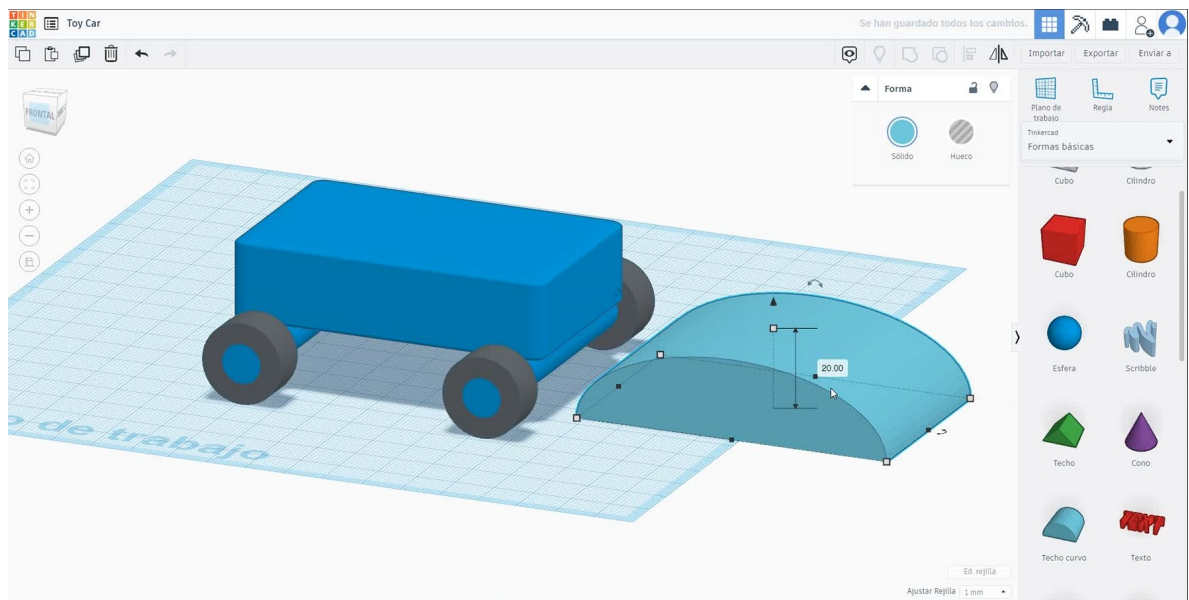 TIN
KER
CAD
Toy Car
Se han guardado todos los cambios.
Importar
Exportar
Enviar a
FRONTAL
Forma
Sólido
Hueco
Plano de
trabajo
Regla
Notes
Tinkercad
Formas básicas
Cubo
Cilindro
Cubo
Cilindro
Esfera
Scribble
Techo
Cono
Techo curvo
Texto
20.00
o de trabajo
Ed. rejilla
Ajustar Rejilla
1 mm